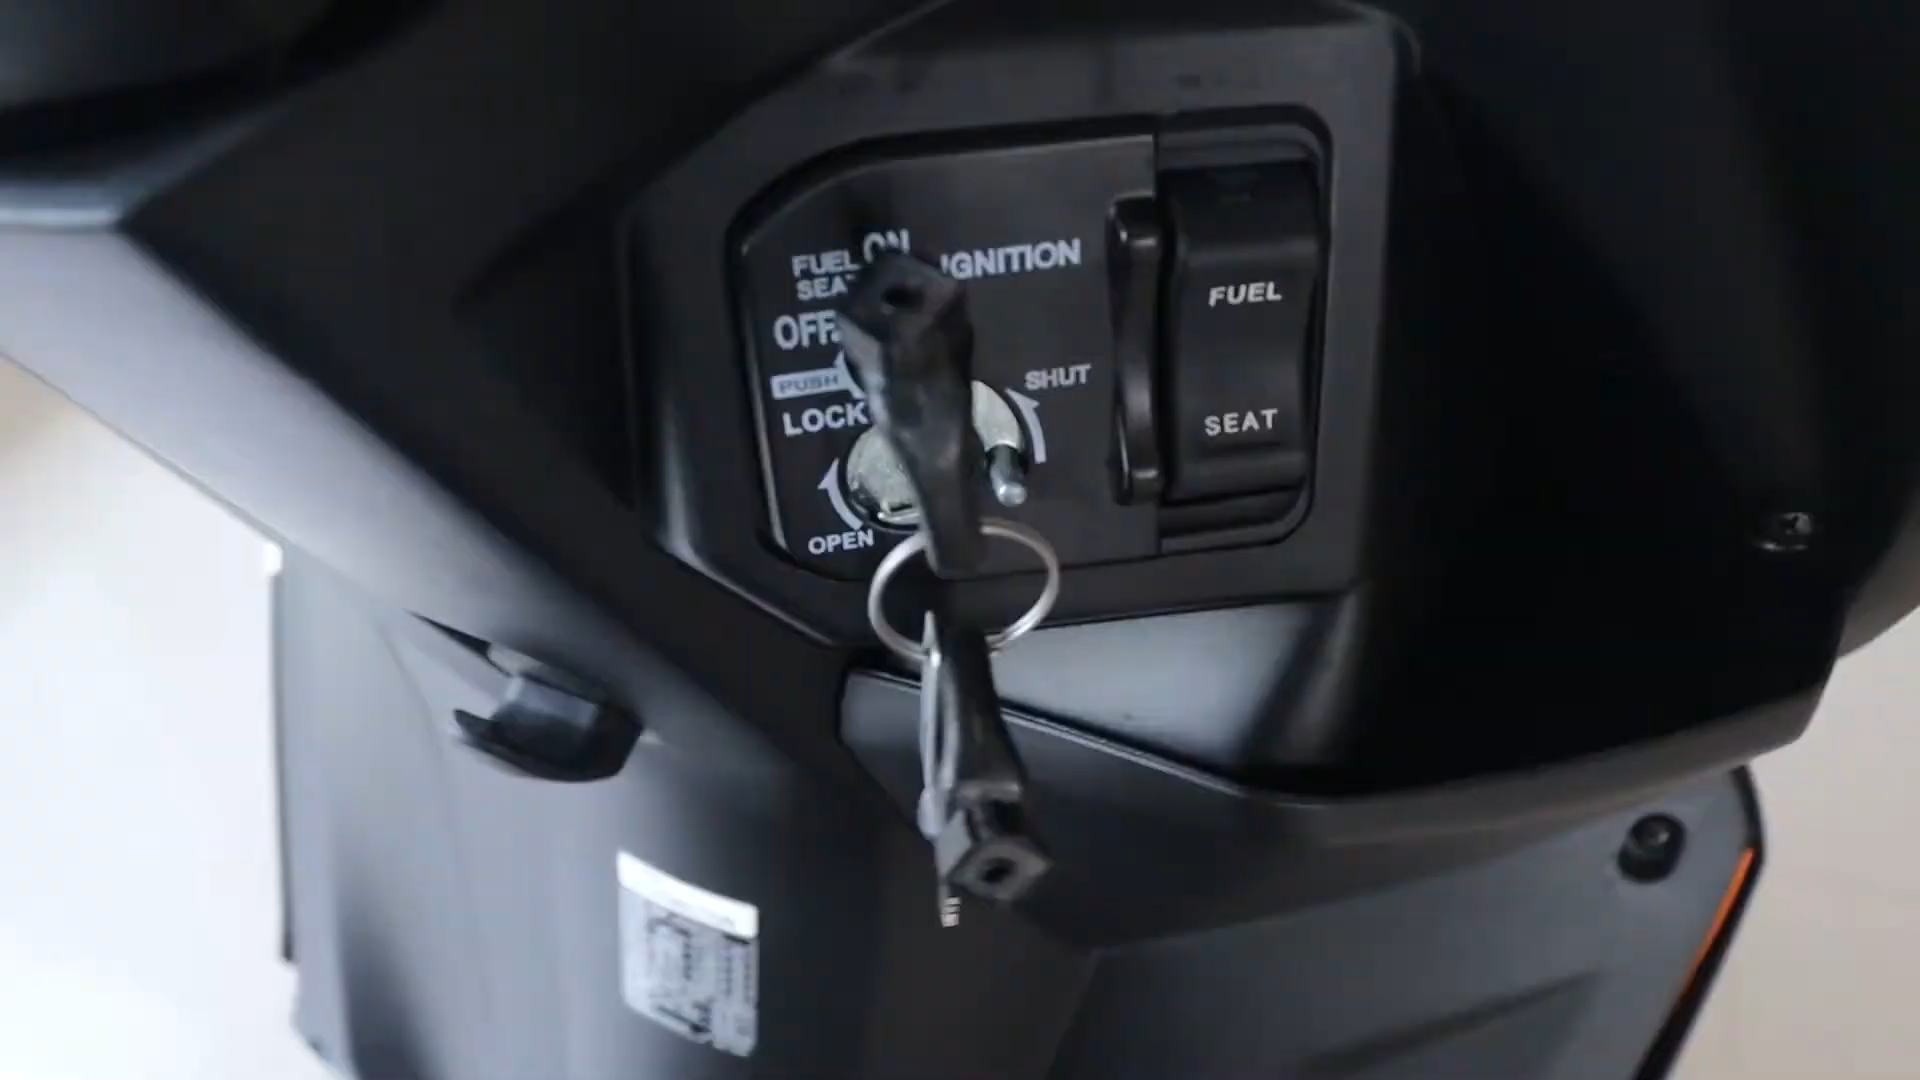 ON
FUEL IGNITION
SEAT
OFF
PUSH
LOCK
SHUT
OPEN
FUEL
SEAT